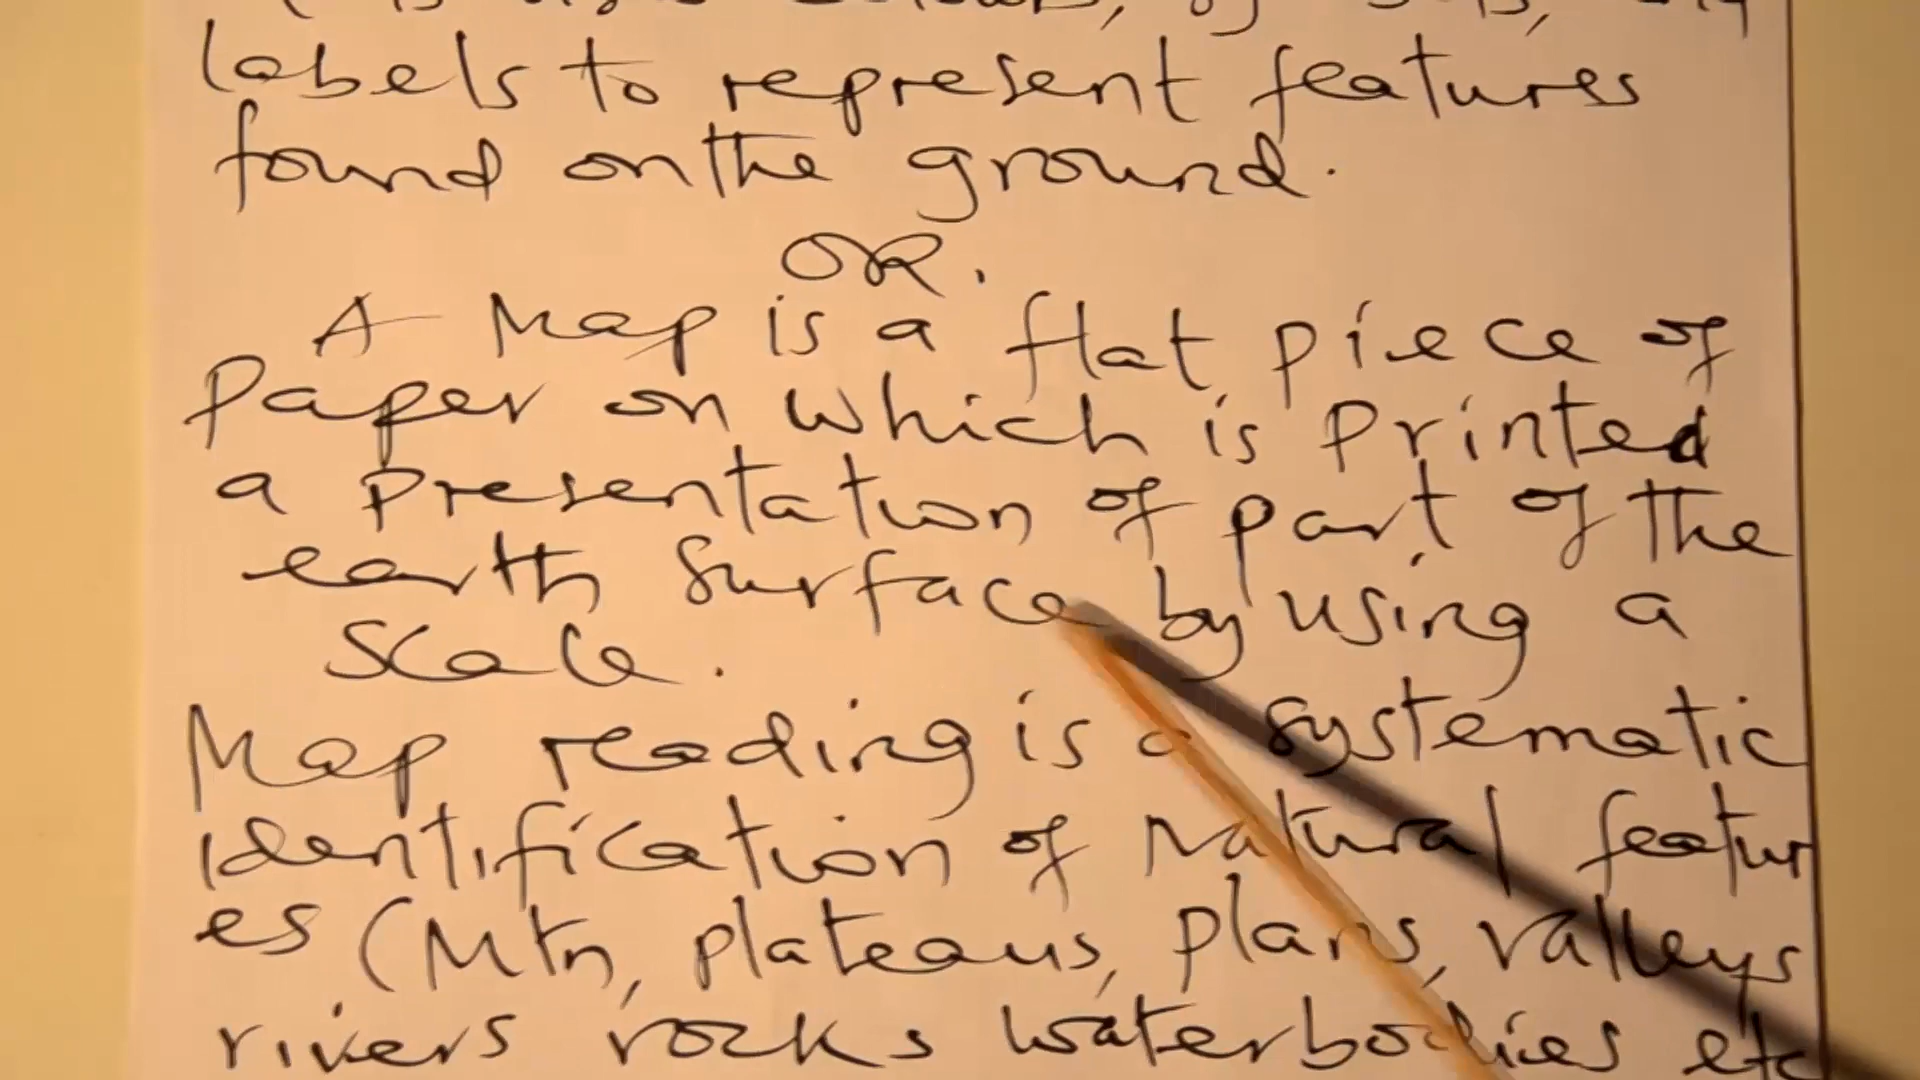 labels to represent features
found on the ground.
OR.
A Map is a flat piece of
Paper on which is printed
a presentation of part of the
earth surface by using a
scale.
Map reading is a systematic
identification of Natural featur
es (Mtn, plateaus, plans, valleys
rivers rocks waterbodies etc